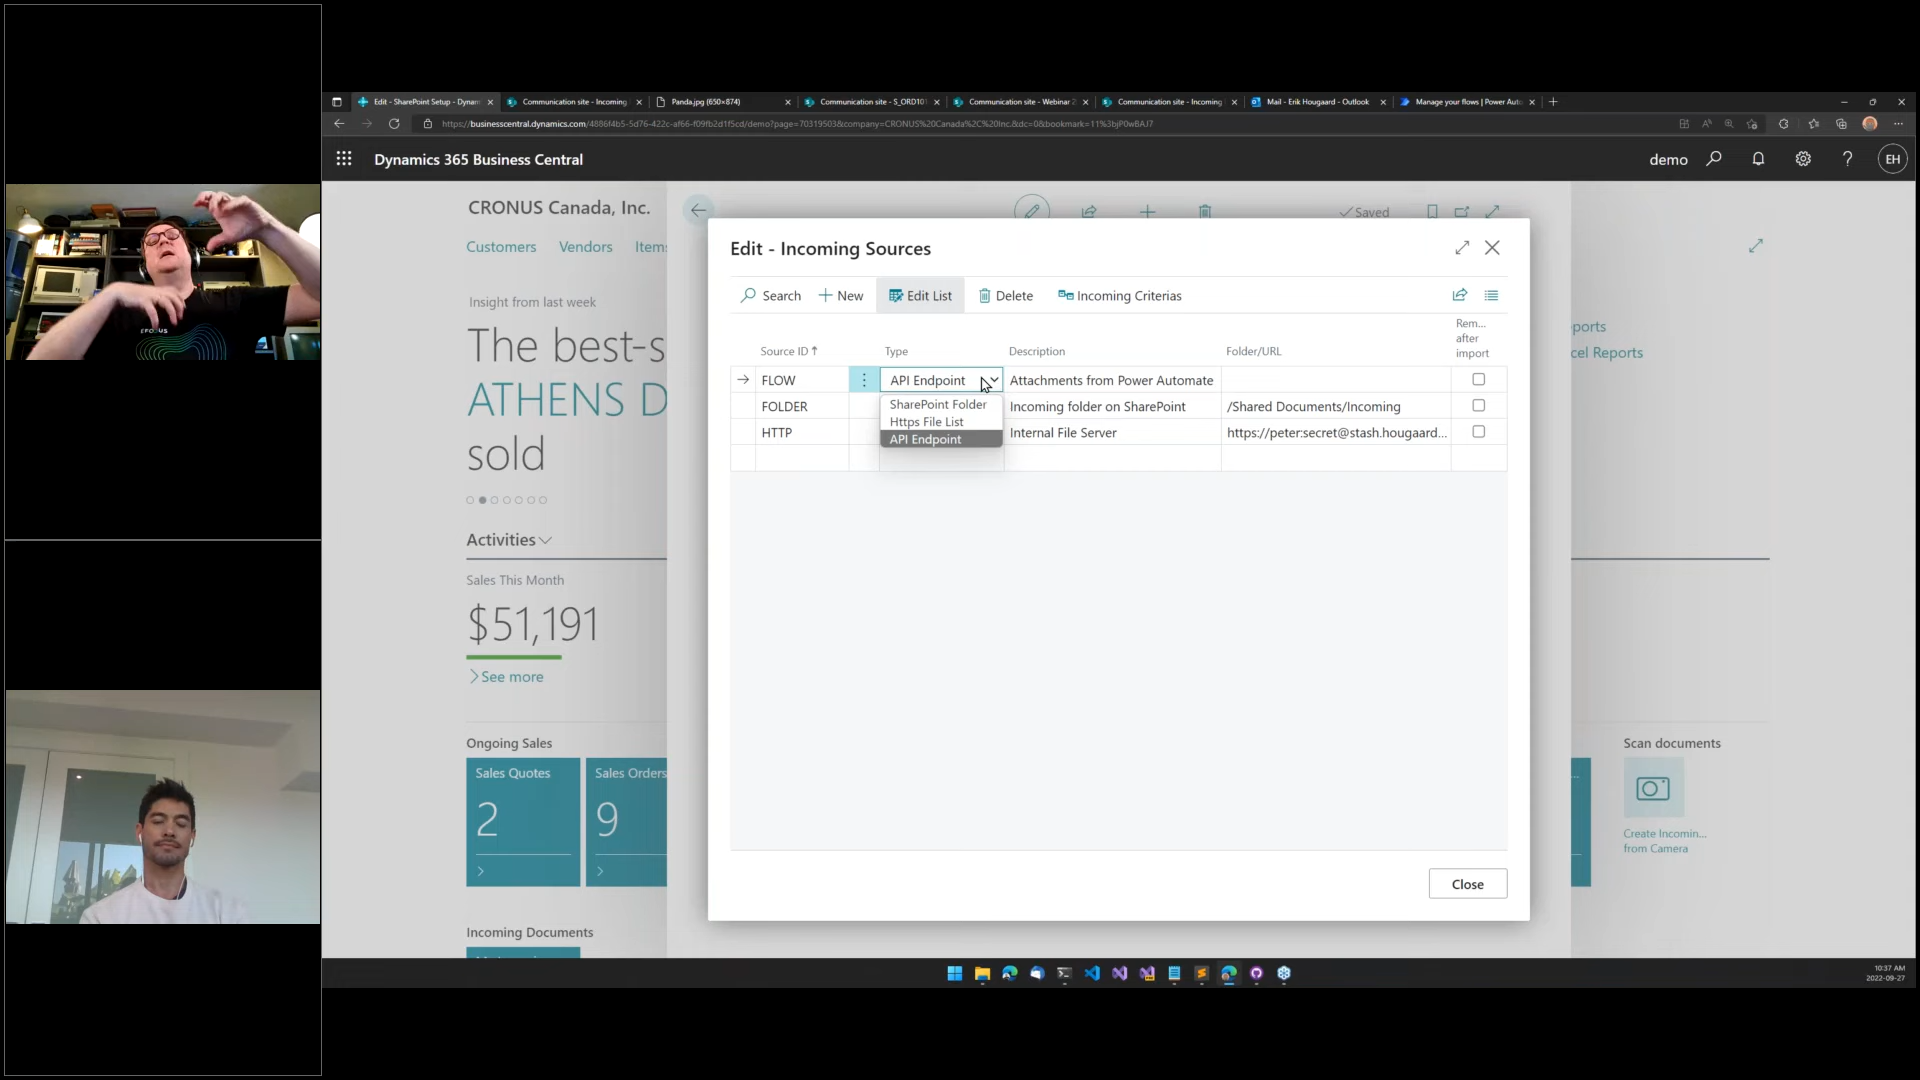 Edit - SharePoint Setup - Dynam
Communication site - Incoming
Panda.jpg (650×874)
Communication site - S_ORD101
Communication site - Webinar 2
Communication site - Incoming
Mail - Erik Hougaard - Outlook
Manage your flows | Power Auto
Dynamics 365 Business Central
demo
EH
CRONUS Canada, Inc.
Saved
Customers
Vendors
Items
Insight from last week
The best-s
ATHENS D
sold
Activities
Sales This Month
$51,191
See more
Ongoing Sales
Sales Quotes
2
Sales Orders
9
Incoming Documents
Edit - Incoming Sources
Search
New
Edit List
Delete
Incoming Criterias
Source ID ↑
Type
Description
Folder/URL
Rem...
after
import
FLOW
API Endpoint
Attachments from Power Automate
FOLDER
Incoming folder on SharePoint
/Shared Documents/Incoming
HTTP
Internal File Server
https://peter:secret@stash.hougaard...
SharePoint Folder
Https File List
API Endpoint
Close
ports
cel Reports
Scan documents
Create Incomin...
from Camera
10:37 AM
2022-09-27